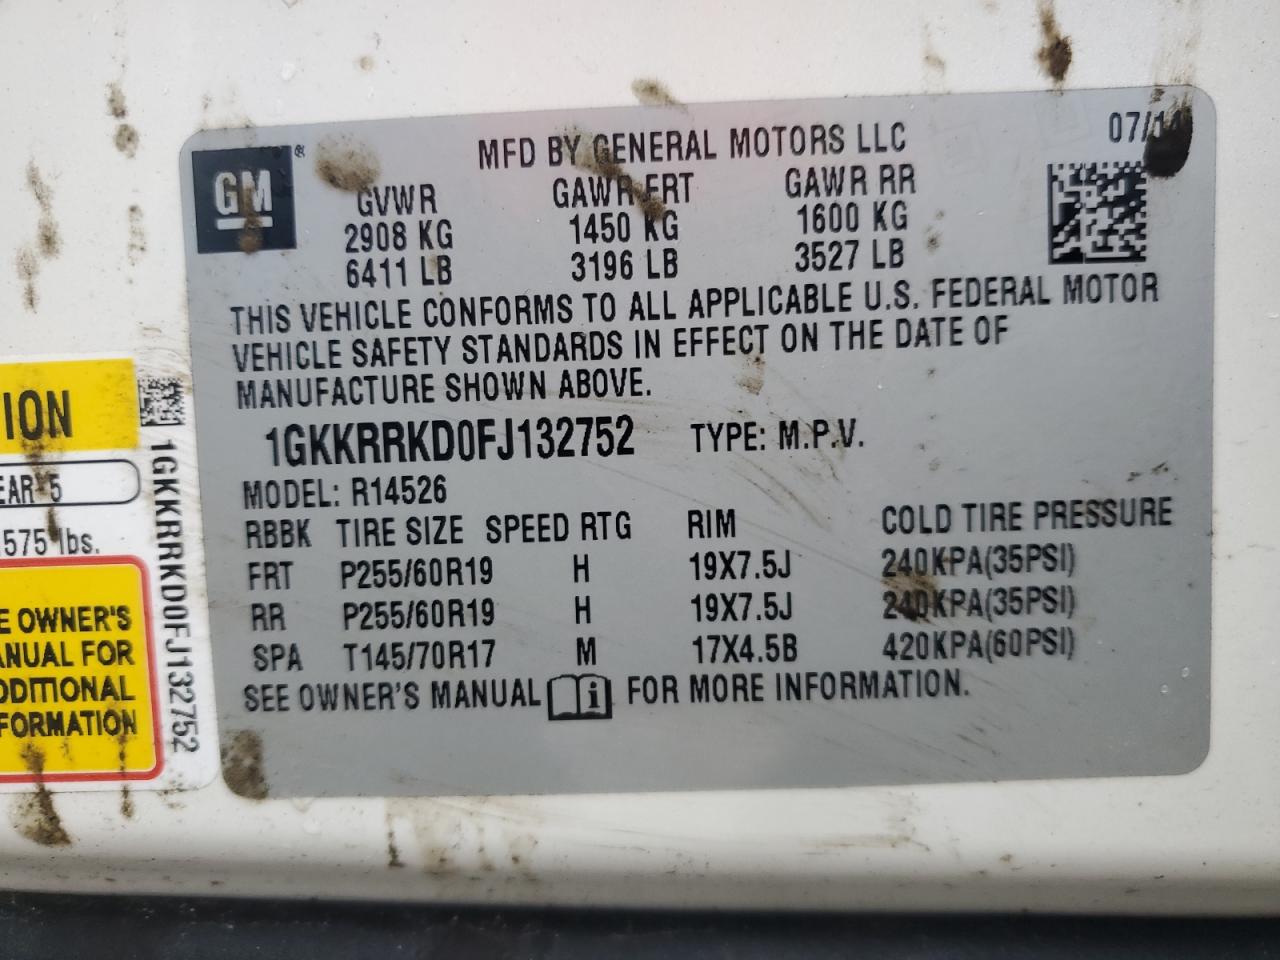 07/14
MFD BY GENERAL MOTORS LLC
GM®
GVWR GAWR FRT GAWR RR
2908 KG 1450 KG 1600 KG
6411 LB 3196 LB 3527 LB
THIS VEHICLE CONFORMS TO ALL APPLICABLE U.S. FEDERAL MOTOR
VEHICLE SAFETY STANDARDS IN EFFECT ON THE DATE OF
MANUFACTURE SHOWN ABOVE.
1GKKRRKD0FJ132752 TYPE: M.P.V.
MODEL: R14526
RBBK TIRE SIZE SPEED RTG RIM COLD TIRE PRESSURE
FRT P255/60R19 H 19X7.5J 240KPA(35PSI)
RR P255/60R19 H 19X7.5J 240KPA(35PSI)
SPA T145/70R17 M 17X4.5B 420KPA(60PSI)
SEE OWNER'S MANUAL i FOR MORE INFORMATION.
ION
EAR 5
575 lbs.
E OWNER'S
ANUAL FOR
DDITIONAL
FORMATION
1GKKRRKD0FJ132752